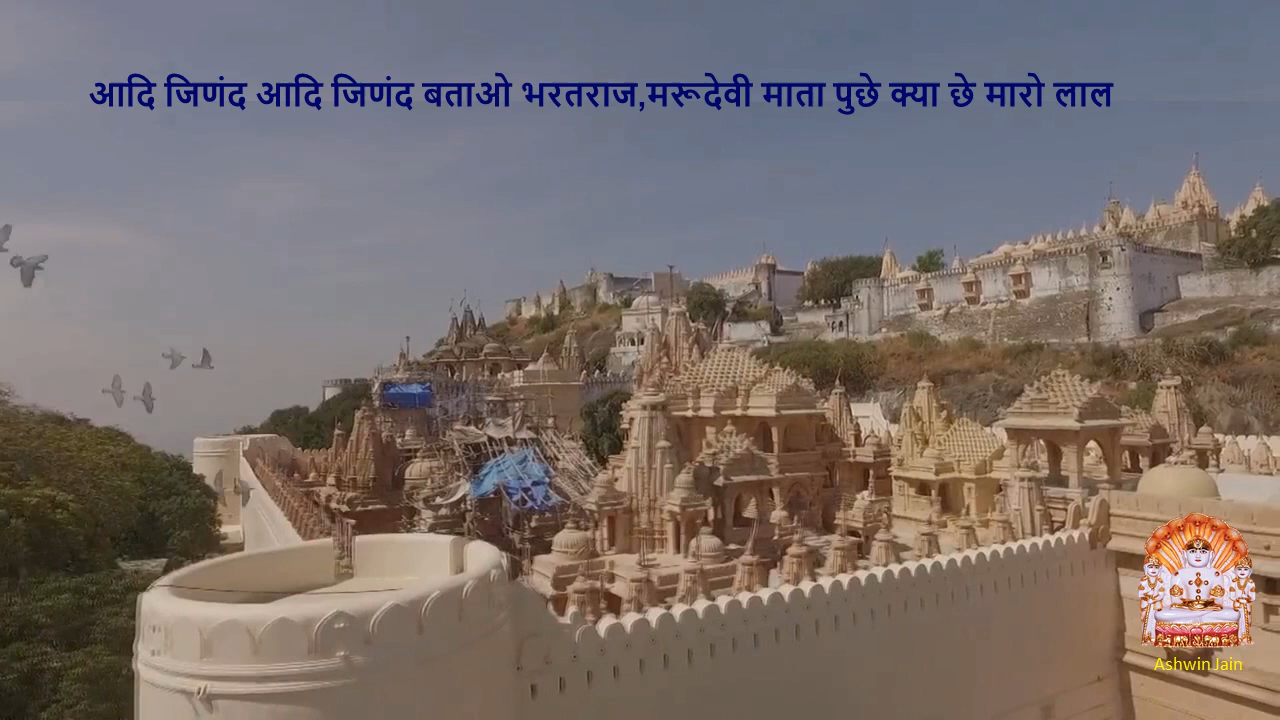 आदि जिणंद आदि जिणंद बताओ भरतराज,मरूदेवी माता पुछे क्या छे मारो लाल
Ashwin Jain